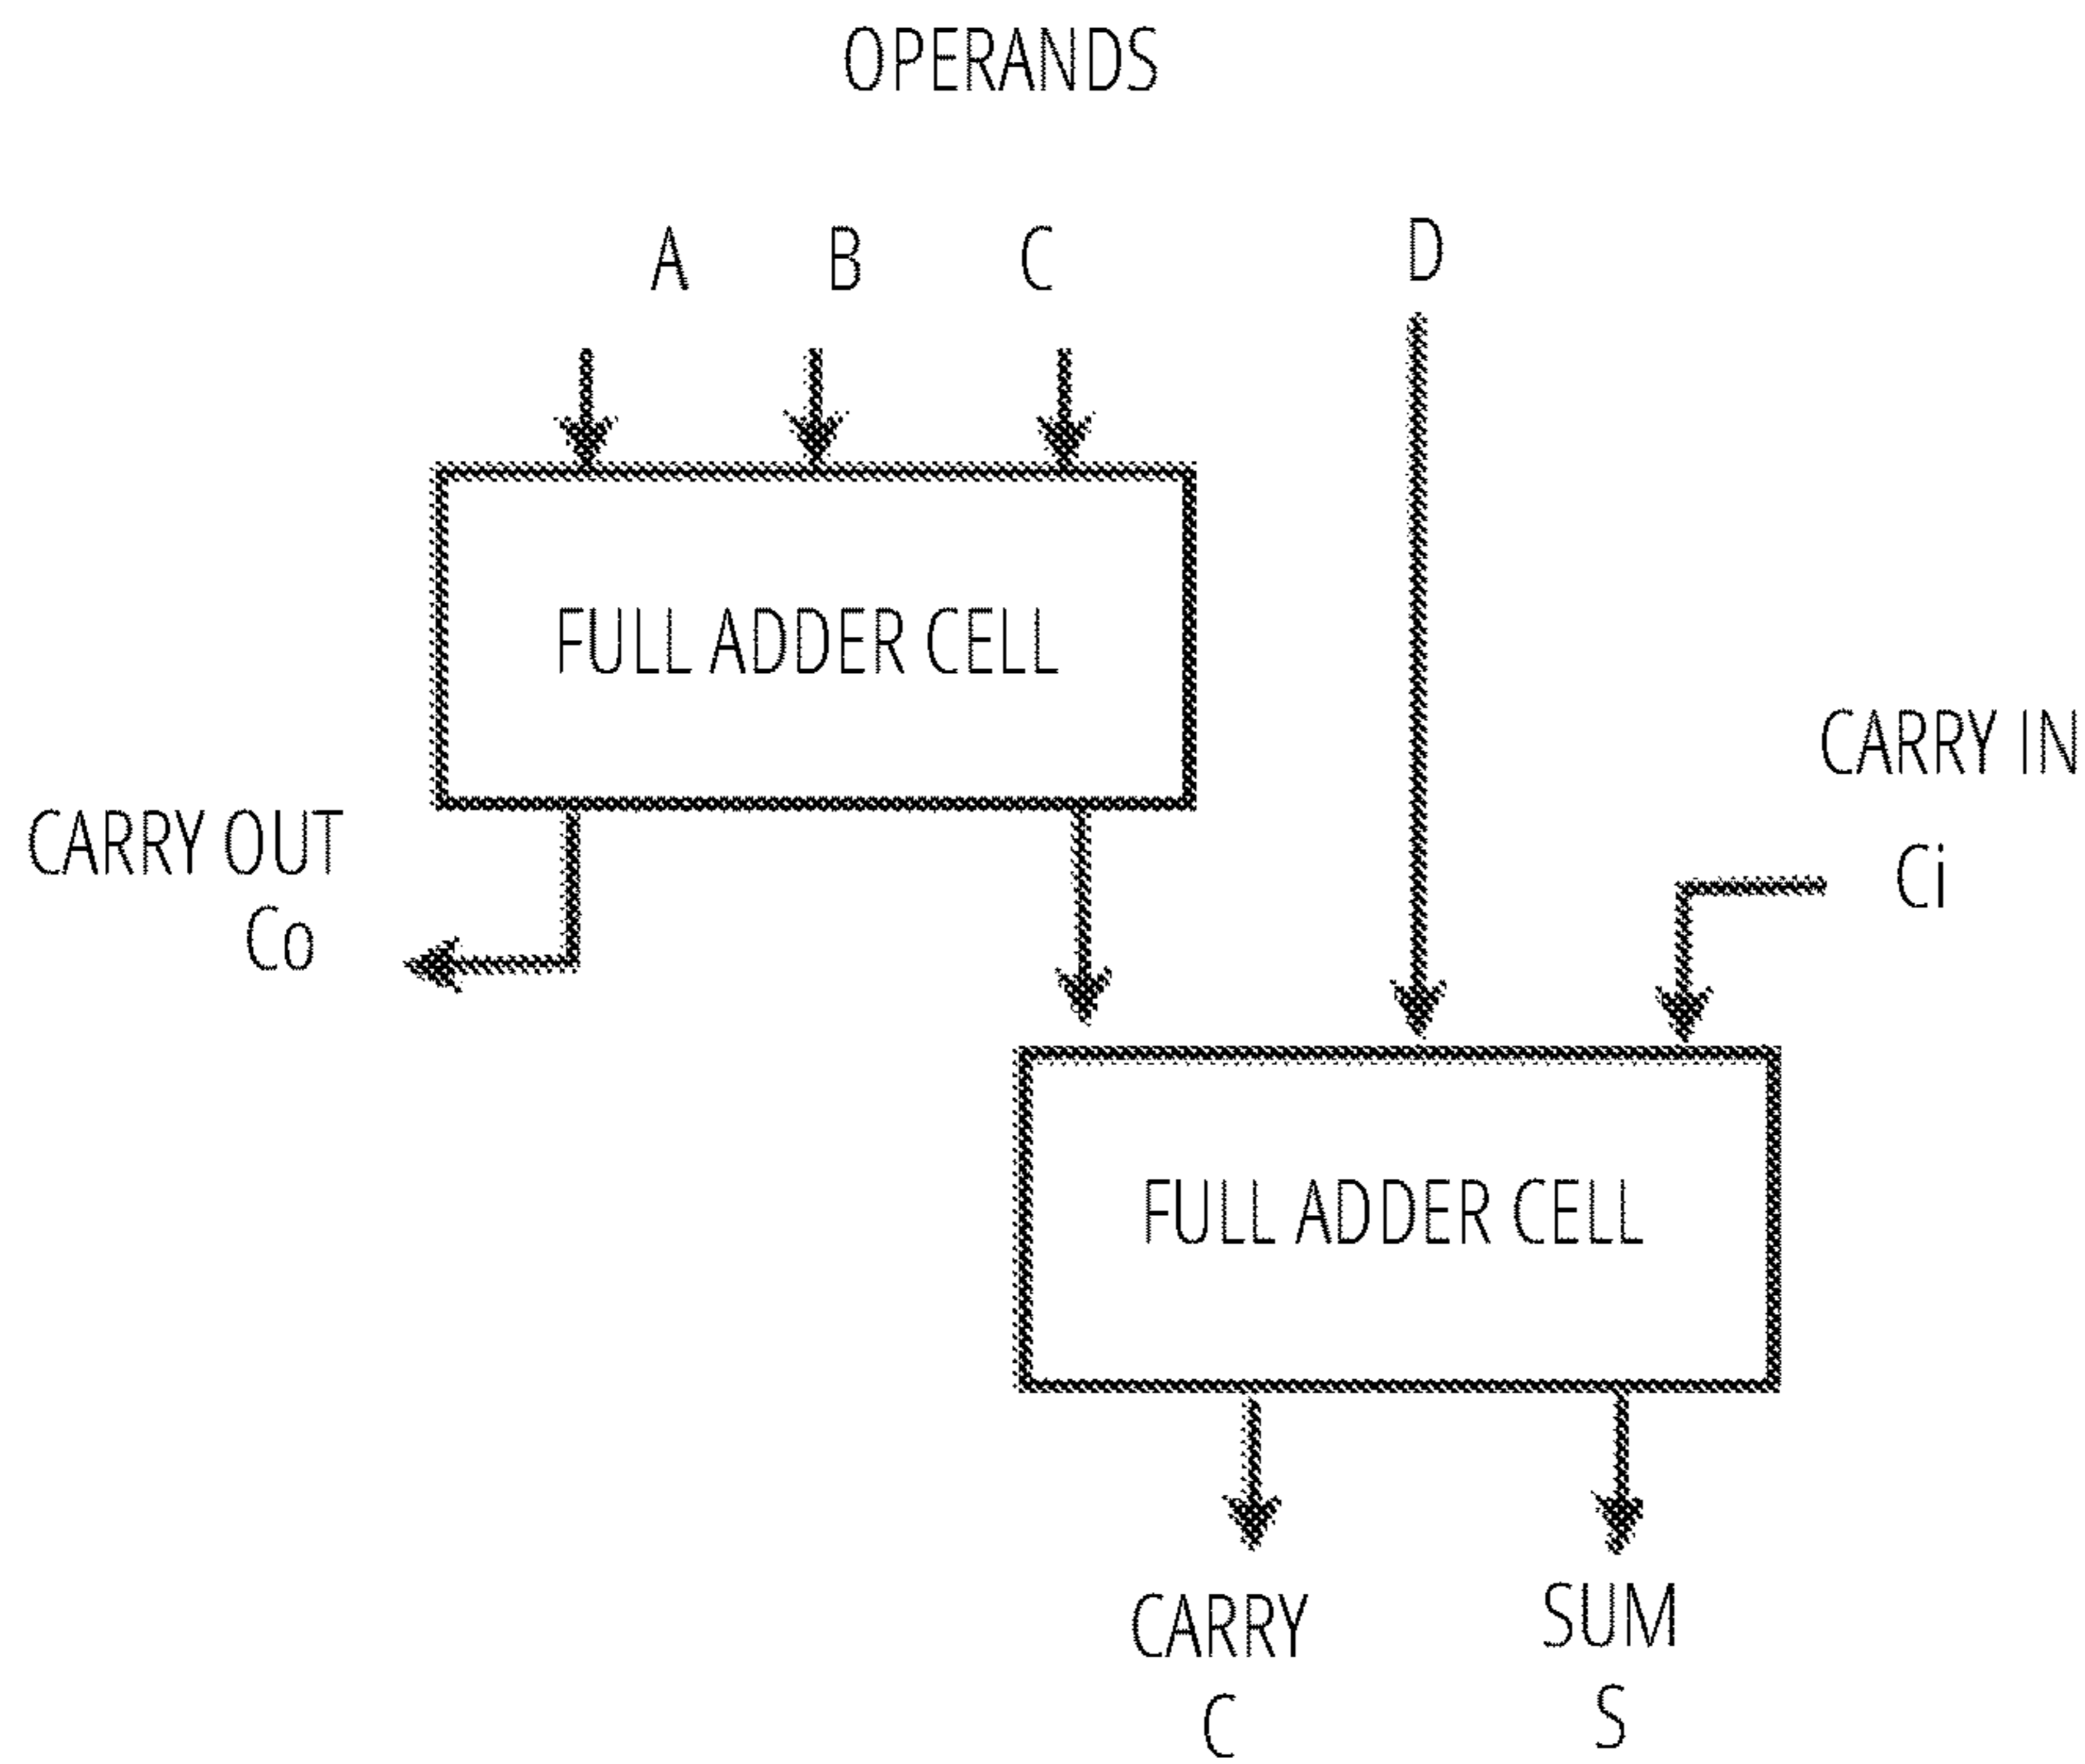 OPERANDS
A B C D
FULL ADDER CELL
CARRY IN
Ci
CARRY OUT
Co
FULL ADDER CELL
CARRY
C
SUM
S